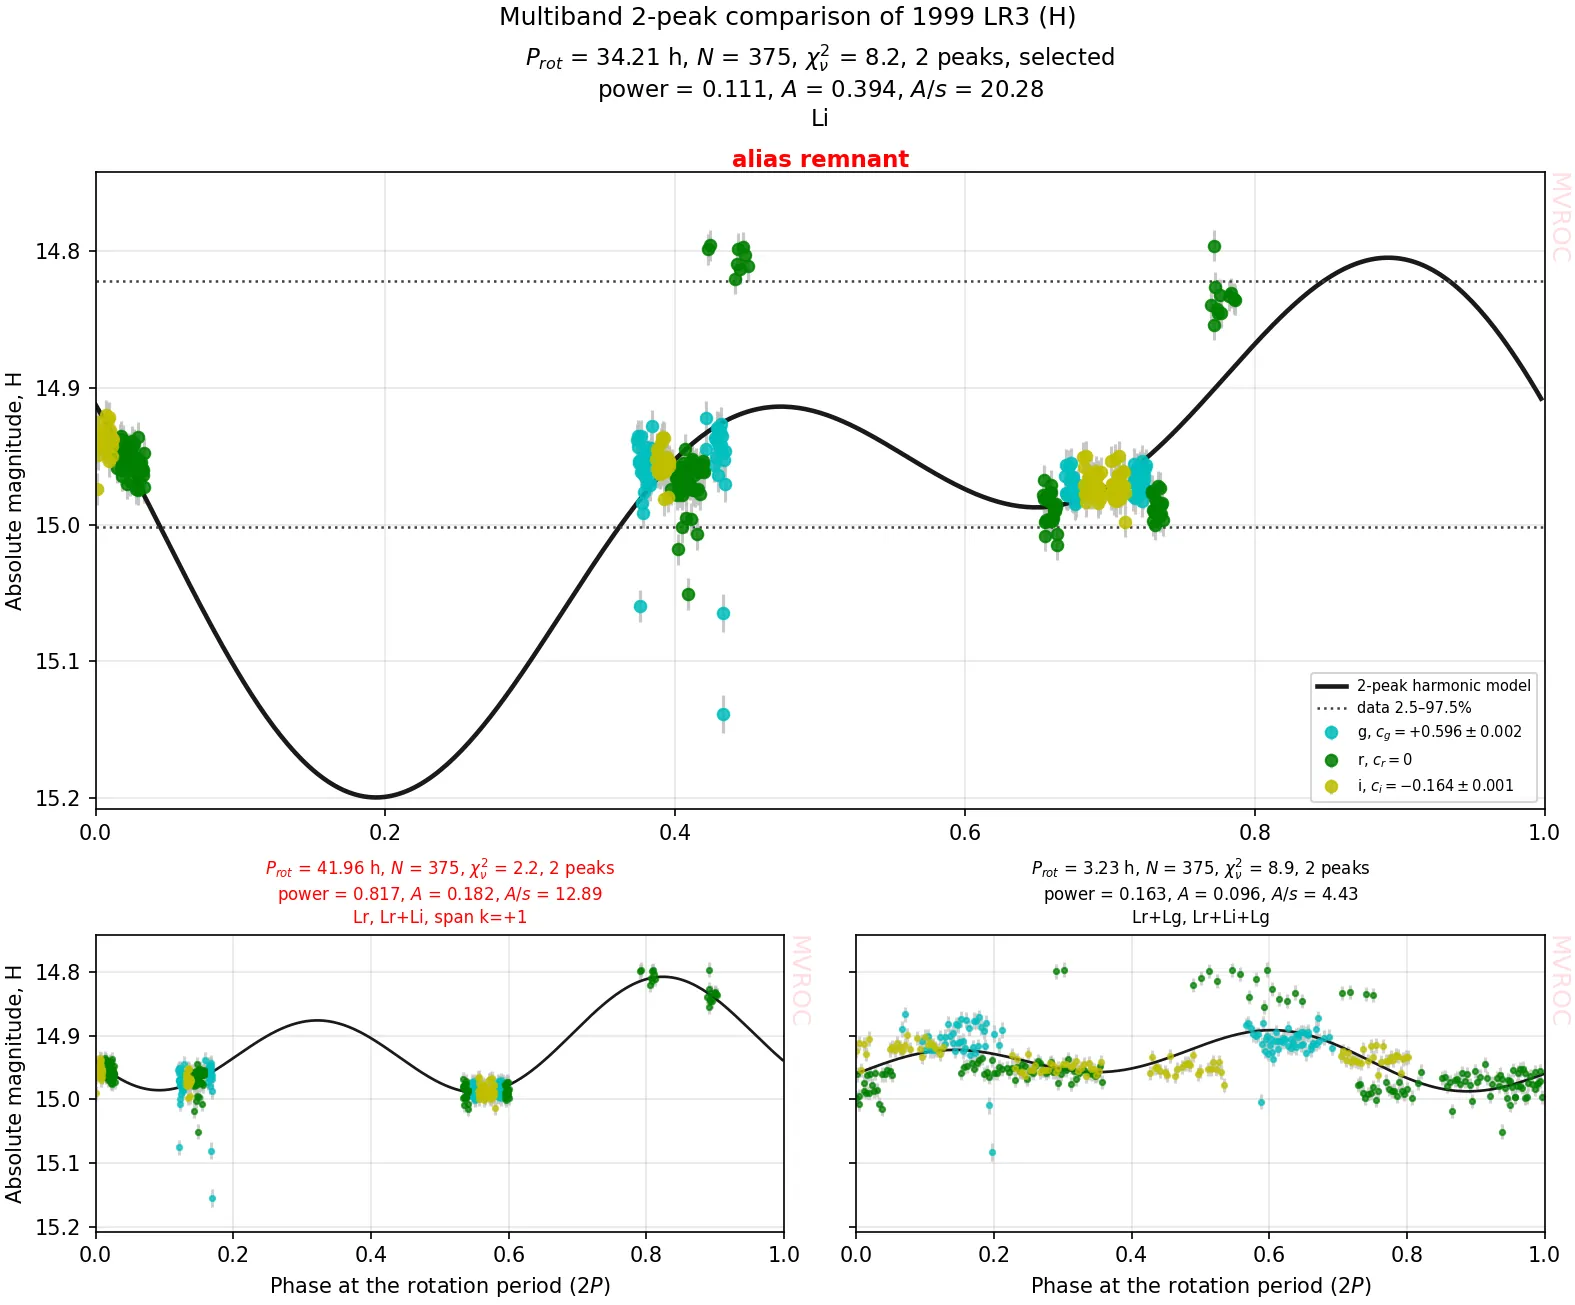 Multiband 2-peak comparison of 1999 LR3 (H)
P_rot = 34.21 h, N = 375, χ²_ν = 8.2, 2 peaks, selected
power = 0.111, A = 0.394, A/s = 20.28
Li
alias remnant
MVROC
Absolute magnitude, H
14.8
14.9
15.0
15.1
15.2
2-peak harmonic model
data 2.5–97.5%
g, c_g = +0.596 ± 0.002
r, c_r = 0
i, c_i = −0.164 ± 0.001
0.0 0.2 0.4 0.6 0.8 1.0
P_rot = 41.96 h, N = 375, χ²_ν = 2.2, 2 peaks
power = 0.817, A = 0.182, A/s = 12.89
Lr, Lr+Li, span k=+1
MVROC
Absolute magnitude, H
14.8
14.9
15.0
15.1
15.2
0.0 0.2 0.4 0.6 0.8 1.0
Phase at the rotation period (2P)
P_rot = 3.23 h, N = 375, χ²_ν = 8.9, 2 peaks
power = 0.163, A = 0.096, A/s = 4.43
Lr+Lg, Lr+Li+Lg
MVROC
0.0 0.2 0.4 0.6 0.8 1.0
Phase at the rotation period (2P)